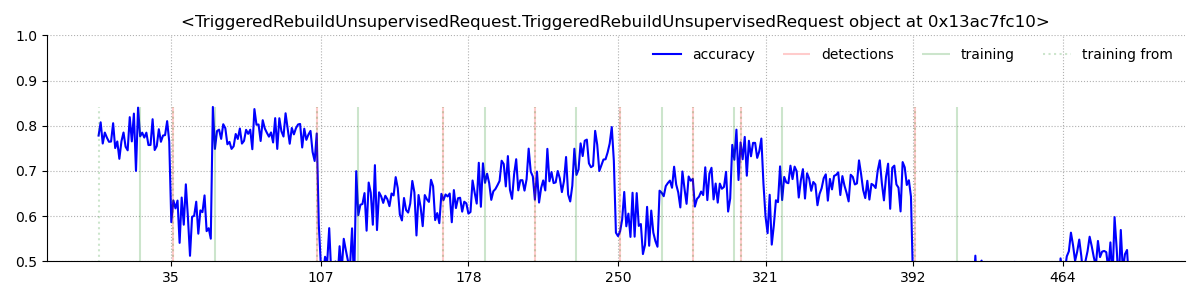 <TriggeredRebuildUnsupervisedRequest.TriggeredRebuildUnsupervisedRequest object at 0x13ac7fc10>
accuracy detections training training from
1.0
0.9
0.8
0.7
0.6
0.5
35 107 178 250 321 392 464